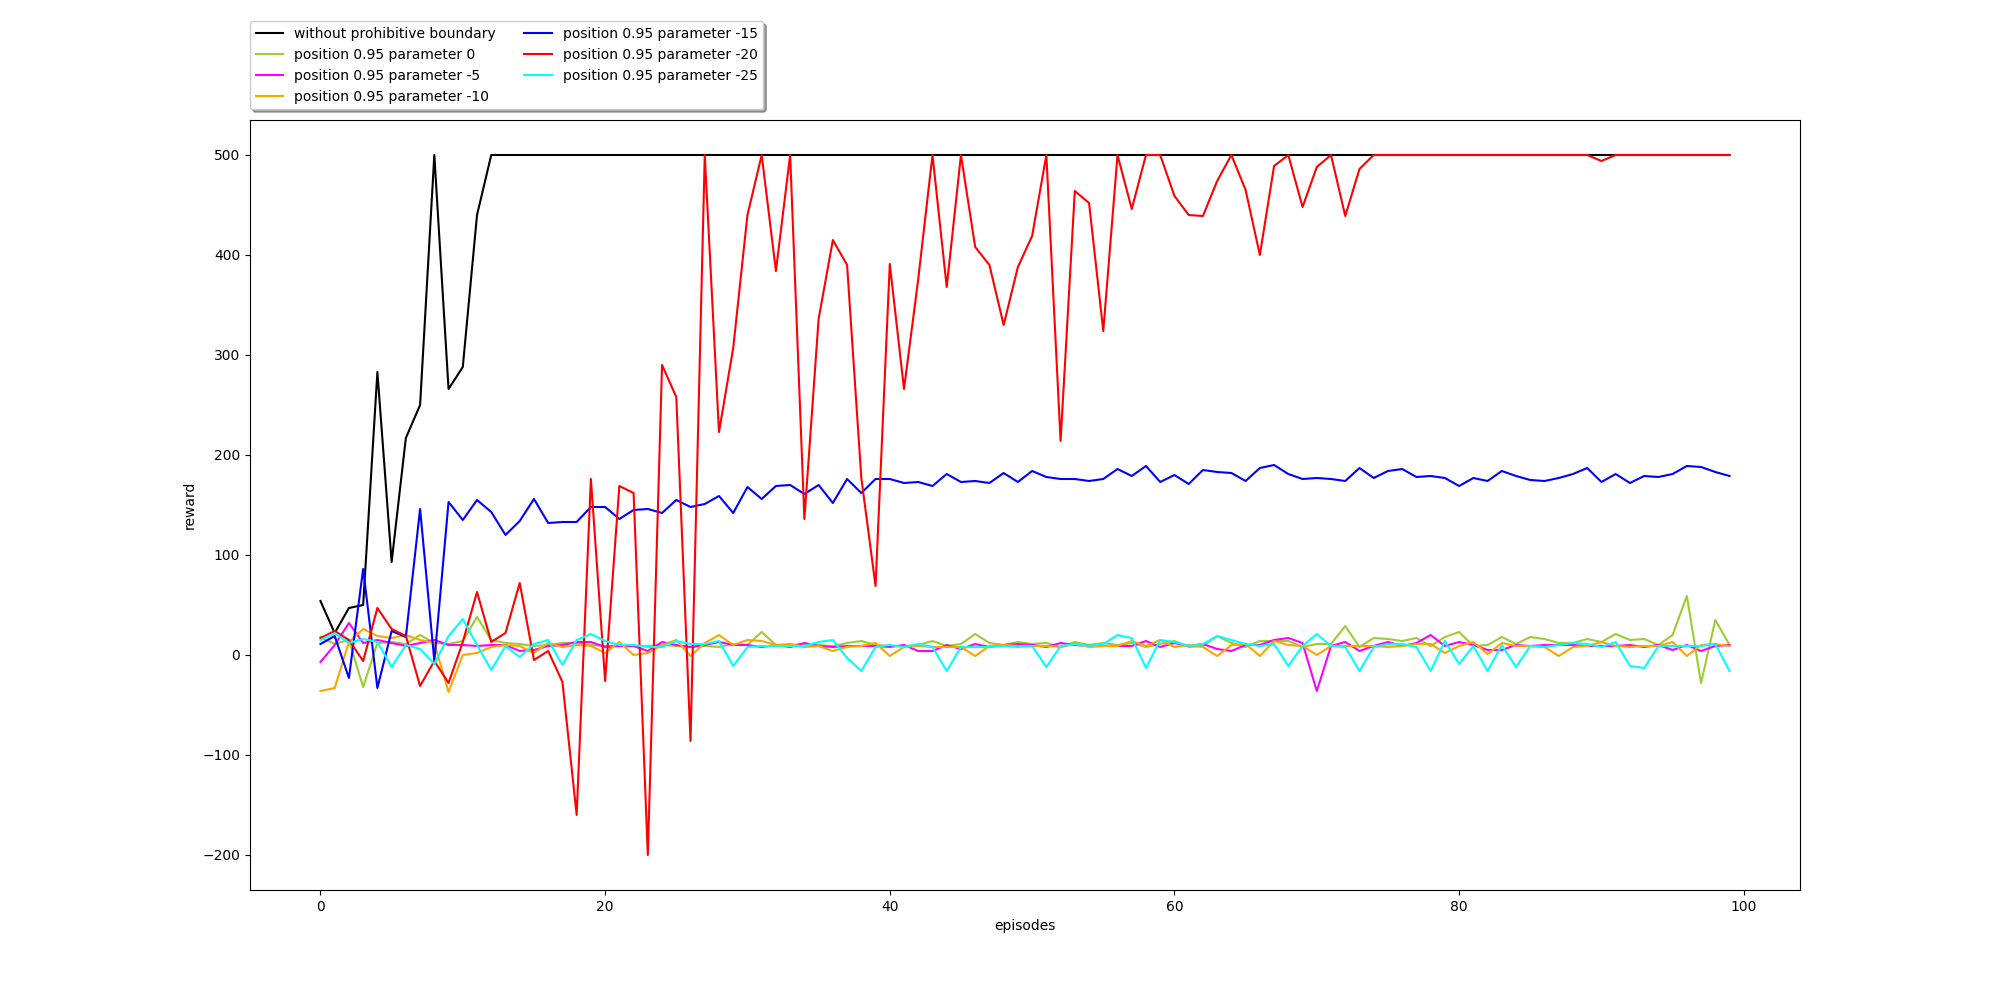 without prohibitive boundary
position 0.95 parameter 0
position 0.95 parameter -5
position 0.95 parameter -10
position 0.95 parameter -15
position 0.95 parameter -20
position 0.95 parameter -25
500
400
300
200
100
0
−100
−200
reward
0 20 40 60 80 100
episodes